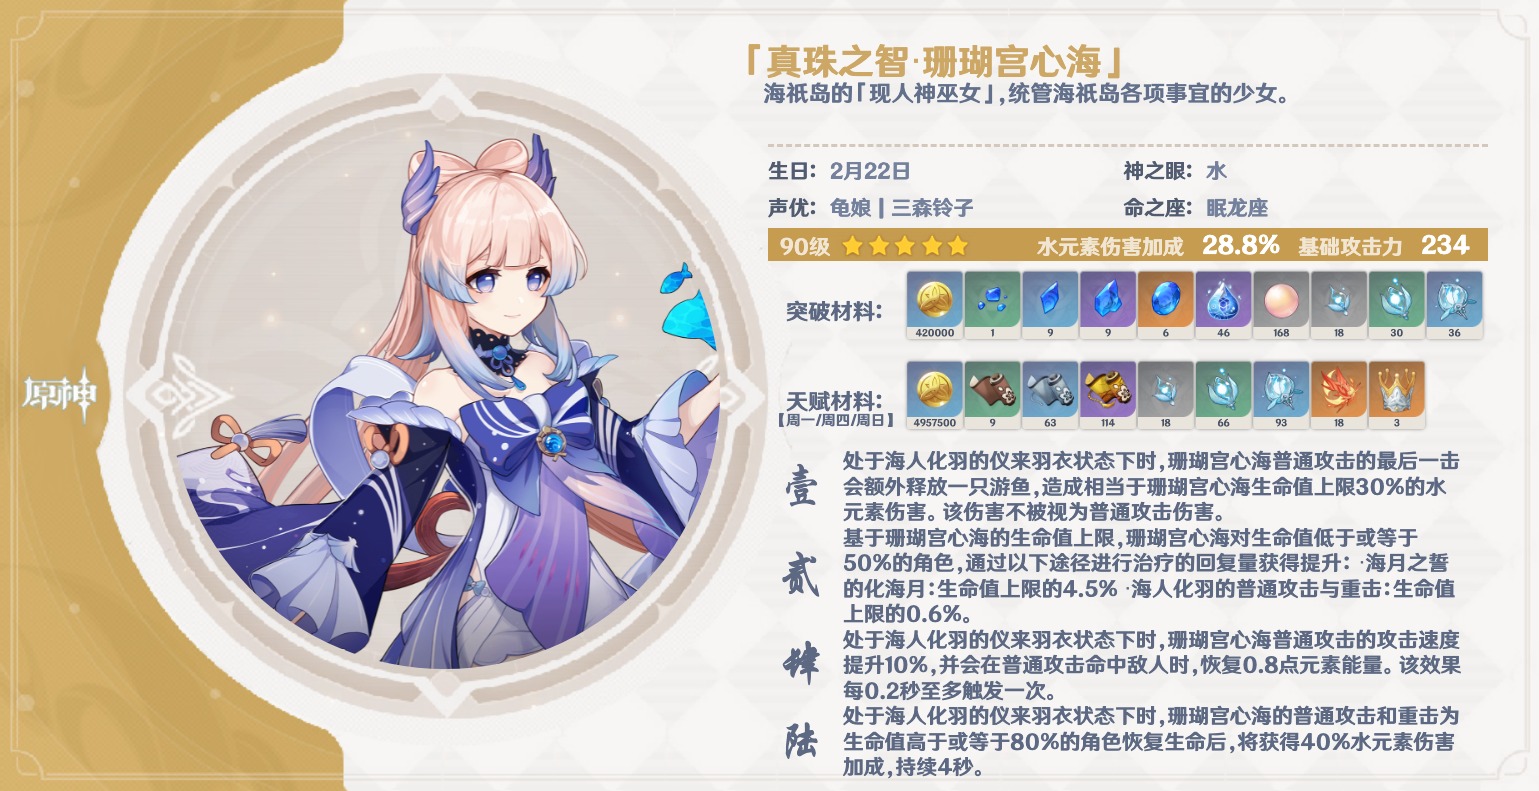 原神
「真珠之智·珊瑚宫心海」
海祇岛的「现人神巫女」,统管海祇岛各项事宜的少女。
生日: 2月22日 神之眼: 水
声优: 龟娘 | 三森铃子 命之座: 眠龙座
90级 水元素伤害加成 28.8% 基础攻击力 234
突破材料:
420000 1 9 9 6 46 168 18 30 36
天赋材料:
【周一/周四/周日】
4957500 9 63 114 18 66 93 18 3
壹
处于海人化羽的仪来羽衣状态下时,珊瑚宫心海普通攻击的最后一击
会额外释放一只游鱼,造成相当于珊瑚宫心海生命值上限30%的水
元素伤害。该伤害不被视为普通攻击伤害。
贰
基于珊瑚宫心海的生命值上限,珊瑚宫心海对生命值低于或等于
50%的角色,通过以下途径进行治疗的回复量获得提升: ·海月之誓
的化海月:生命值上限的4.5% ·海人化羽的普通攻击与重击:生命值
上限的0.6%。
肆
处于海人化羽的仪来羽衣状态下时,珊瑚宫心海普通攻击的攻击速度
提升10%,并会在普通攻击命中敌人时,恢复0.8点元素能量。该效果
每0.2秒至多触发一次。
陆
处于海人化羽的仪来羽衣状态下时,珊瑚宫心海的普通攻击和重击为
生命值高于或等于80%的角色恢复生命后,将获得40%水元素伤害
加成,持续4秒。